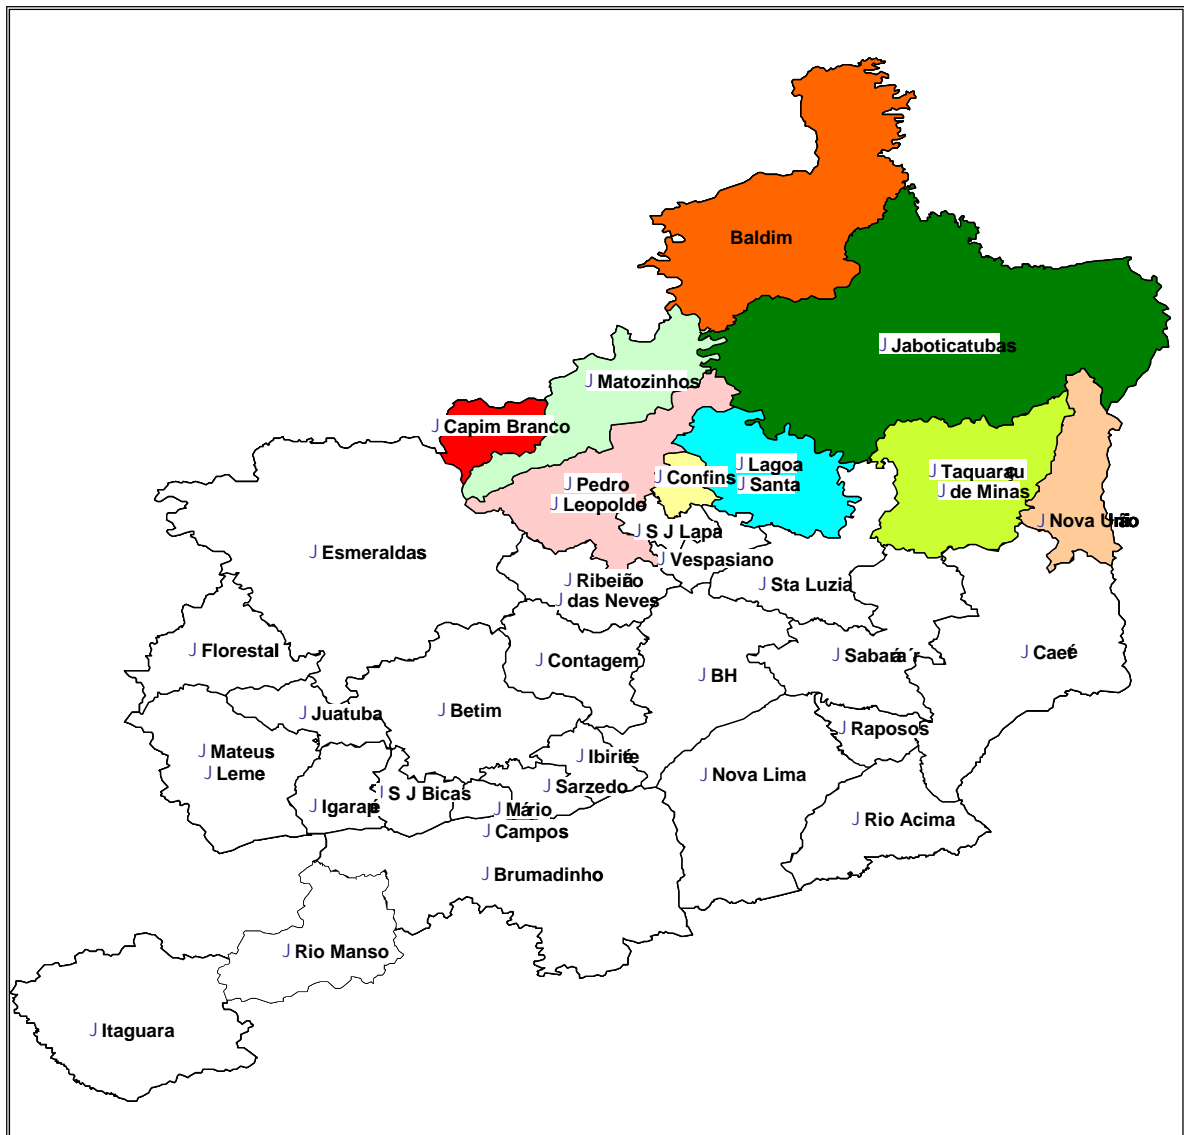 Baldim
J Jaboticatubas
J Matozinhos
J Capim Branco
J Lagoa
J Santa
J Confins
J Pedro
J Leopoldo
J Taquaraçu
J de Minas
J Nova União
J S J Lapa
J Vespasiano
J Esmeraldas
J Ribeirão
J das Neves
J Sta Luzia
J Florestal
J Contagem
J BH
J Sabará
J Caeté
J Juatuba
J Betim
J Raposos
J Mateus
J Leme
J Ibirité
J Nova Lima
J Igarapé
J S J Bicas
J Sarzedo
J Mário
J Campos
J Rio Acima
J Brumadinho
J Rio Manso
J Itaguara